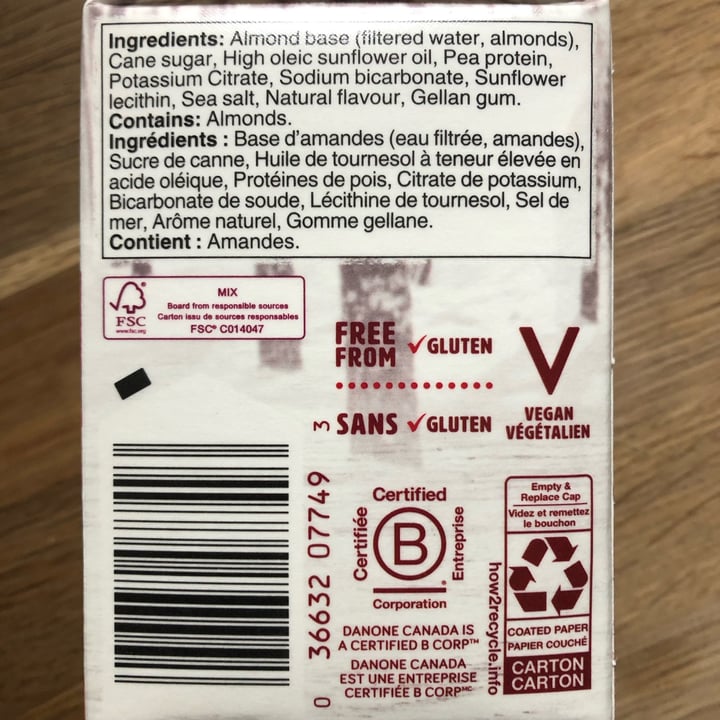 Ingredients: Almond base (filtered water, almonds),
Cane sugar, High oleic sunflower oil, Pea protein,
Potassium Citrate, Sodium bicarbonate, Sunflower
lecithin, Sea salt, Natural flavour, Gellan gum.
Contains: Almonds.
Ingrédients : Base d'amandes (eau filtrée, amandes),
Sucre de canne, Huile de tournesol à teneur élevée en
acide oléique, Protéines de pois, Citrate de potassium,
Bicarbonate de soude, Lécithine de tournesol, Sel de
mer, Arôme naturel, Gomme gellane.
Contient : Amandes.
FSC
www.fsc.org
MIX
Board from responsible sources
Carton issu de sources responsables
FSC® C014047
FREE
FROM
✓GLUTEN
SANS ✓GLUTEN
V
VEGAN
VÉGÉTALIEN
0 36632 07749 3
Certified
Certifiée
B
Entreprise
Corporation
DANONE CANADA IS
A CERTIFIED B CORP™
DANONE CANADA
EST UNE ENTREPRISE
CERTIFIÉE B CORPᴹᶜ
how2recycle.info
Empty &
Replace Cap
Videz et remettez
le bouchon
COATED PAPER
PAPIER COUCHÉ
CARTON
CARTON